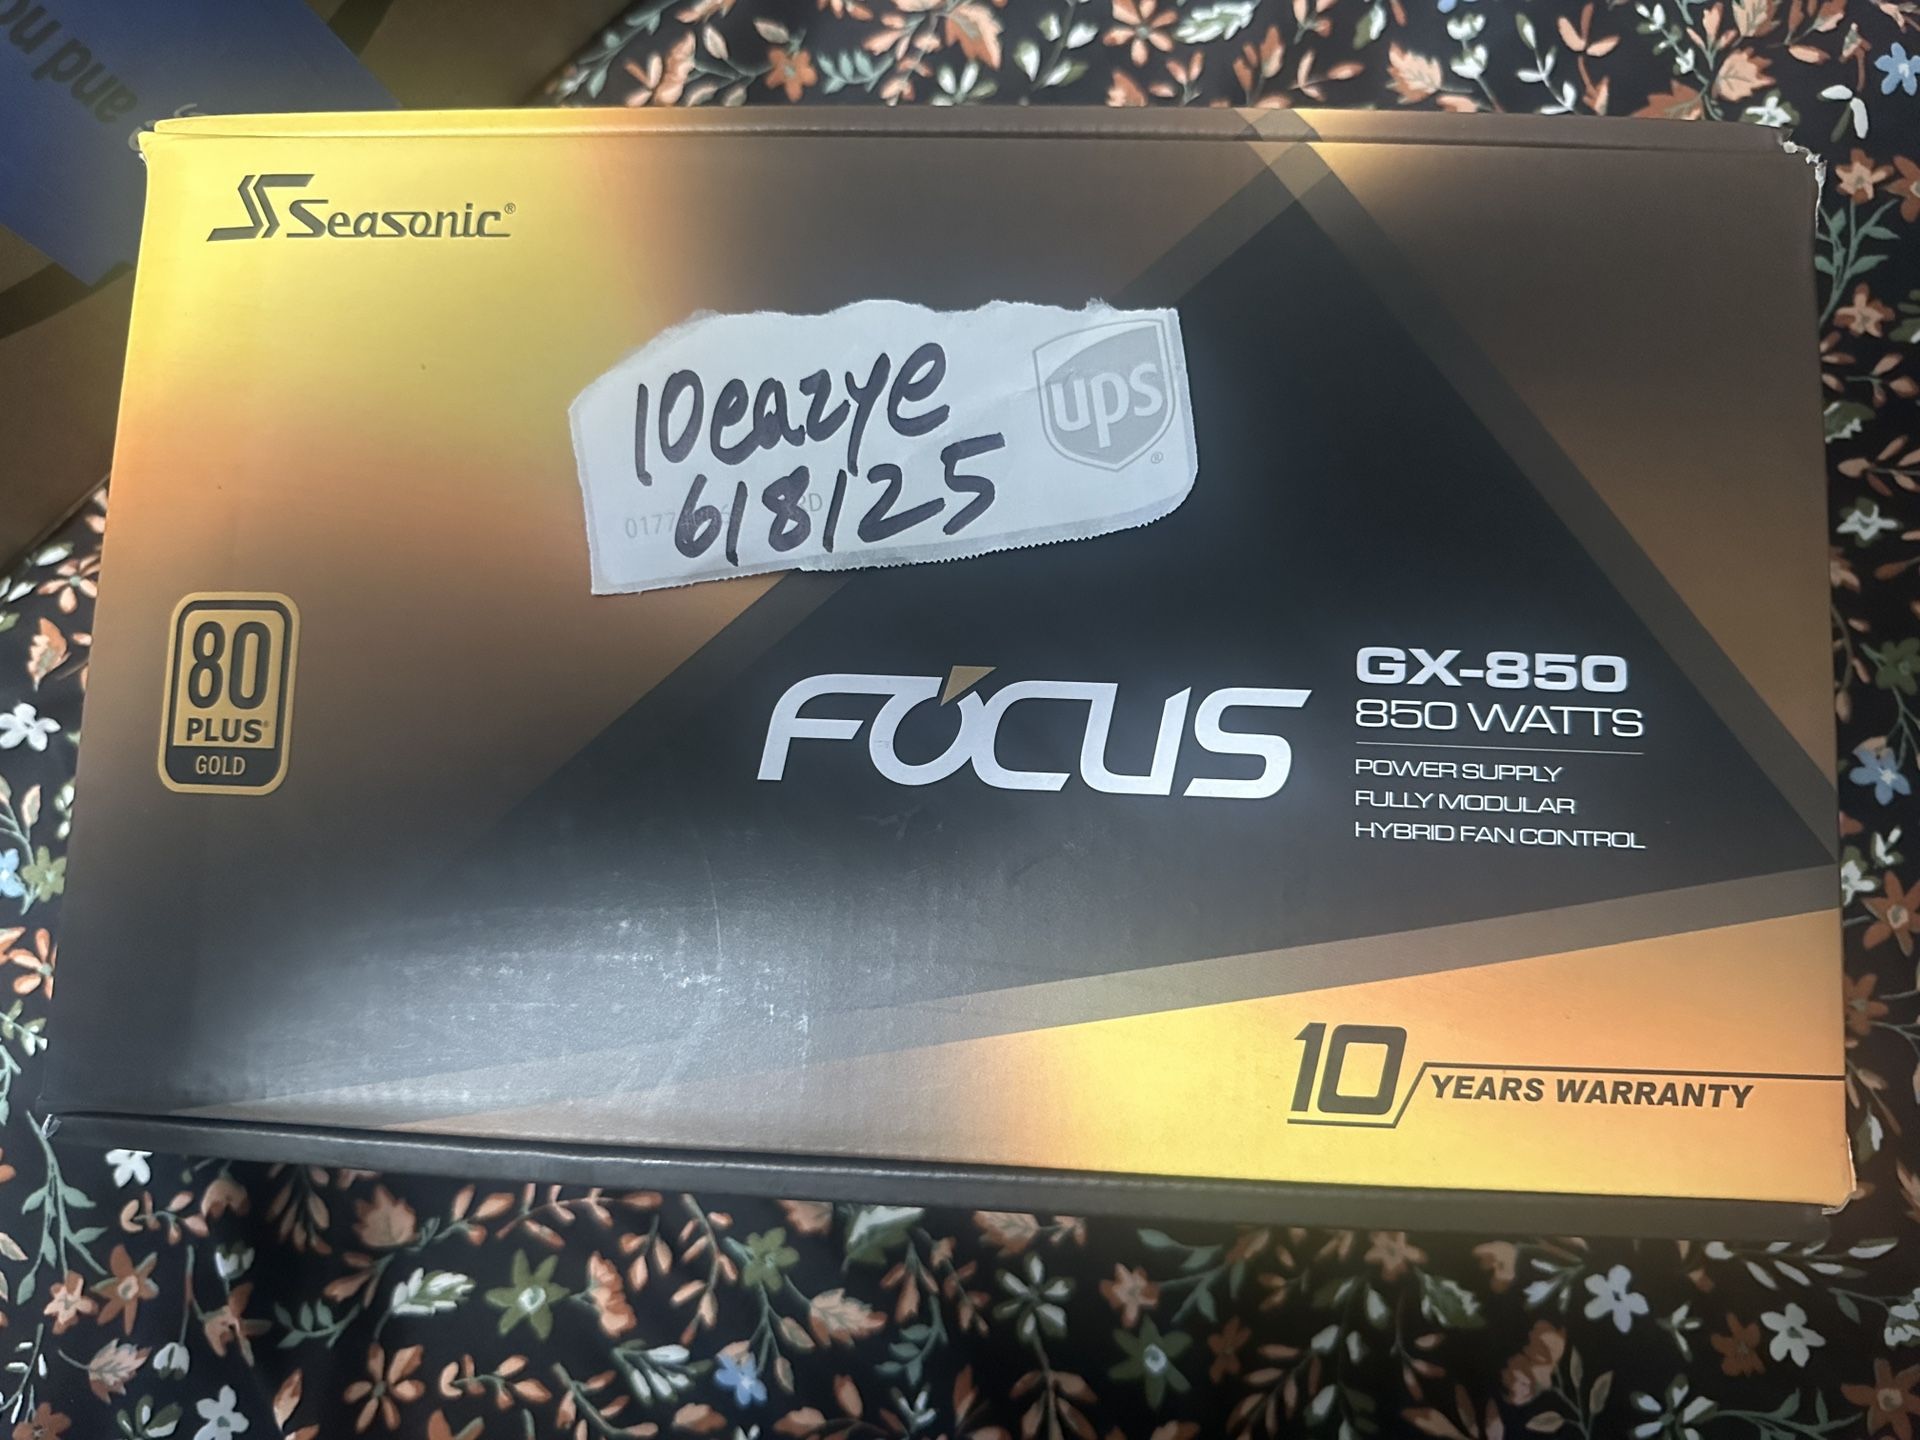 and
Seasonic®
10eazye
6/8/25
ups®
80
PLUS®
GOLD
FOCUS
GX-850
850 WATTS
POWER SUPPLY
FULLY MODULAR
HYBRID FAN CONTROL
10 YEARS WARRANTY